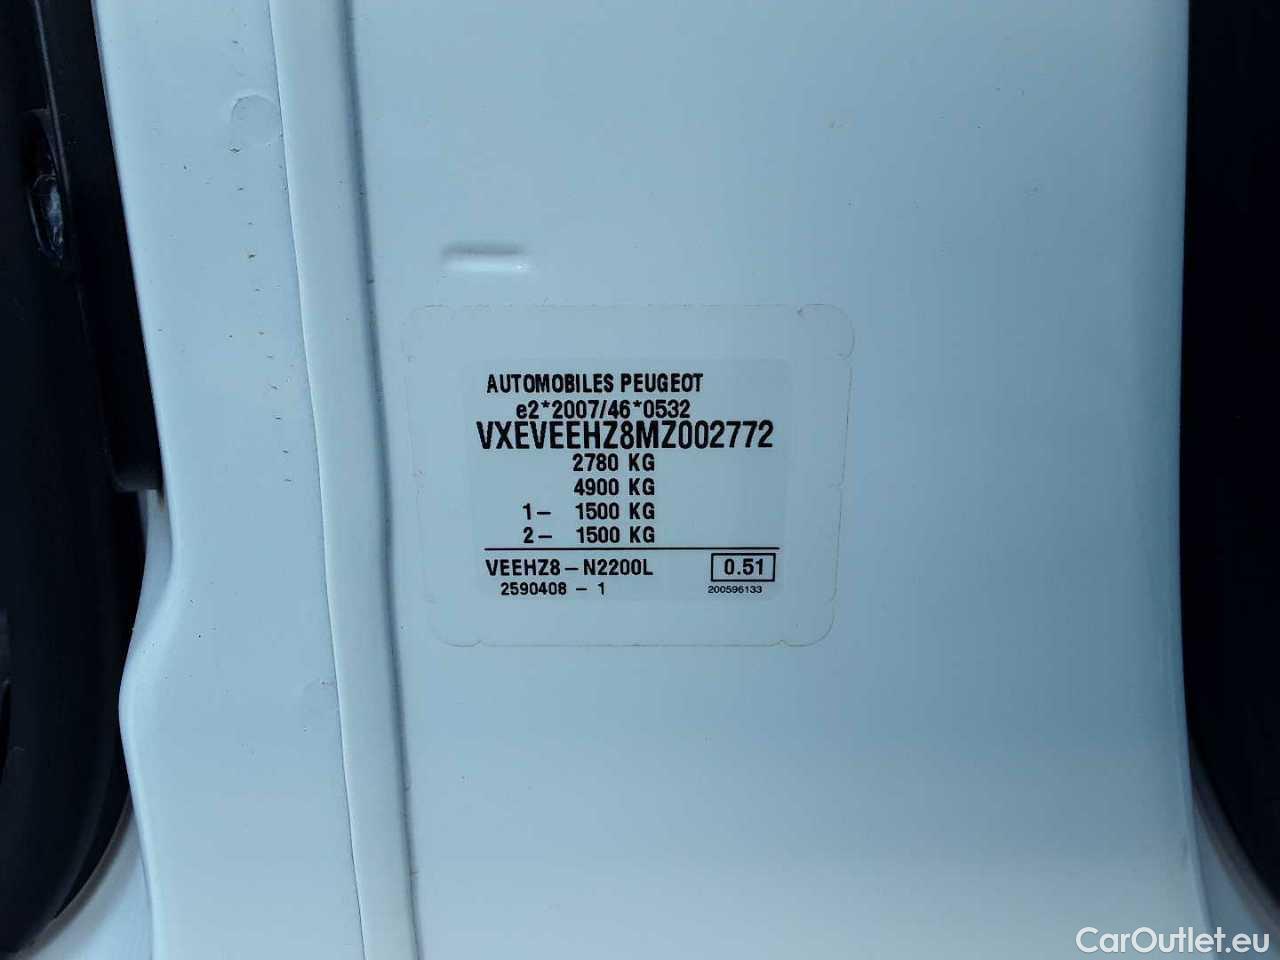 AUTOMOBILES PEUGEOT
e2*2007/46*0532
VXEVEEHZ8MZ002772
2780 KG
4900 KG
1- 1500 KG
2- 1500 KG
VEEHZ8-N2200L 0.51
2590408 - 1 200596133
CarOutlet.eu